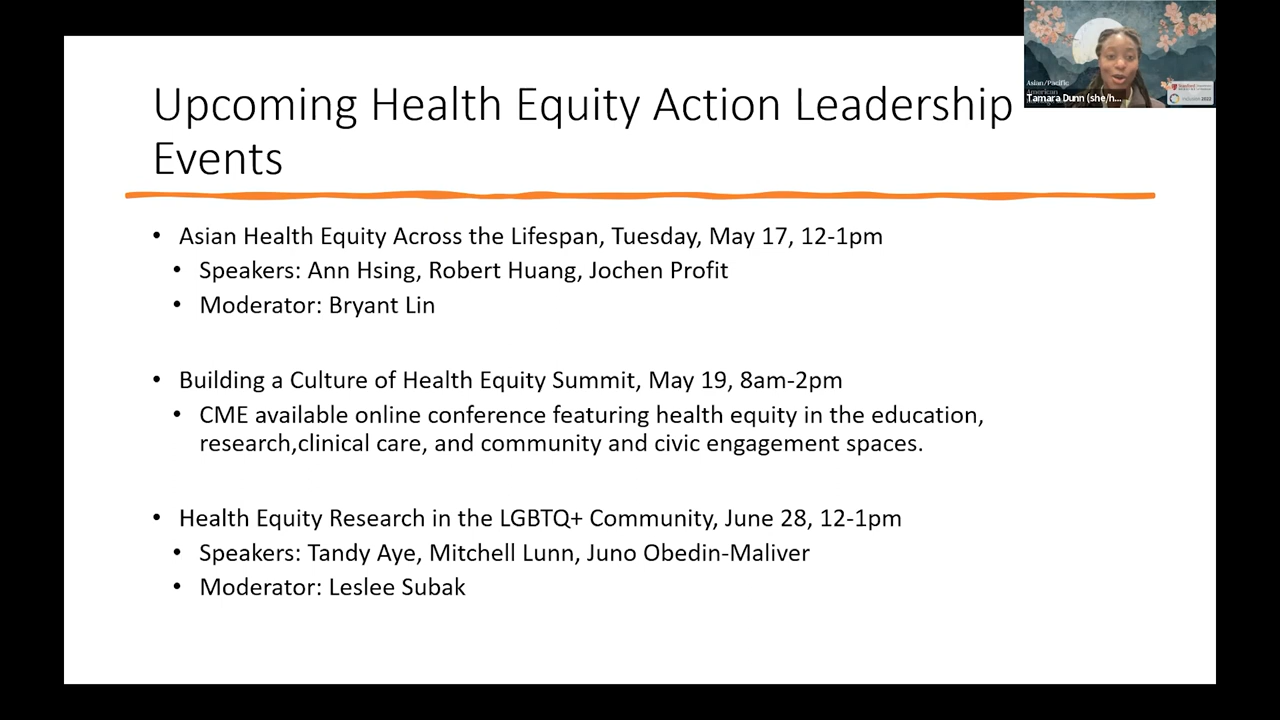 Upcoming Health Equity Action Leadership
Events
Asian/Pacific
American
Tamara Dunn (she/h...
• Asian Health Equity Across the Lifespan, Tuesday, May 17, 12-1pm
• Speakers: Ann Hsing, Robert Huang, Jochen Profit
• Moderator: Bryant Lin
• Building a Culture of Health Equity Summit, May 19, 8am-2pm
• CME available online conference featuring health equity in the education,
research,clinical care, and community and civic engagement spaces.
• Health Equity Research in the LGBTQ+ Community, June 28, 12-1pm
• Speakers: Tandy Aye, Mitchell Lunn, Juno Obedin-Maliver
• Moderator: Leslee Subak